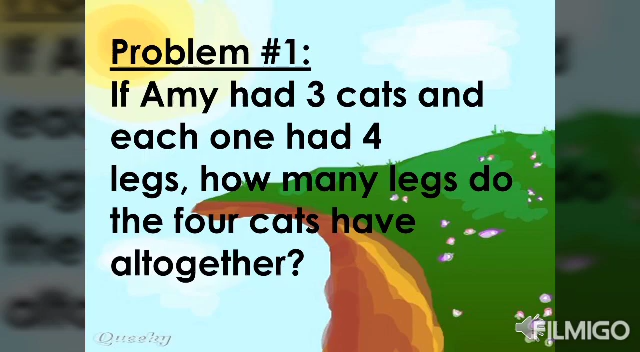 Problem #1:
If Amy had 3 cats and
each one had 4
legs, how many legs do
the four cats have
altogether?
Queeky
FILMIGO